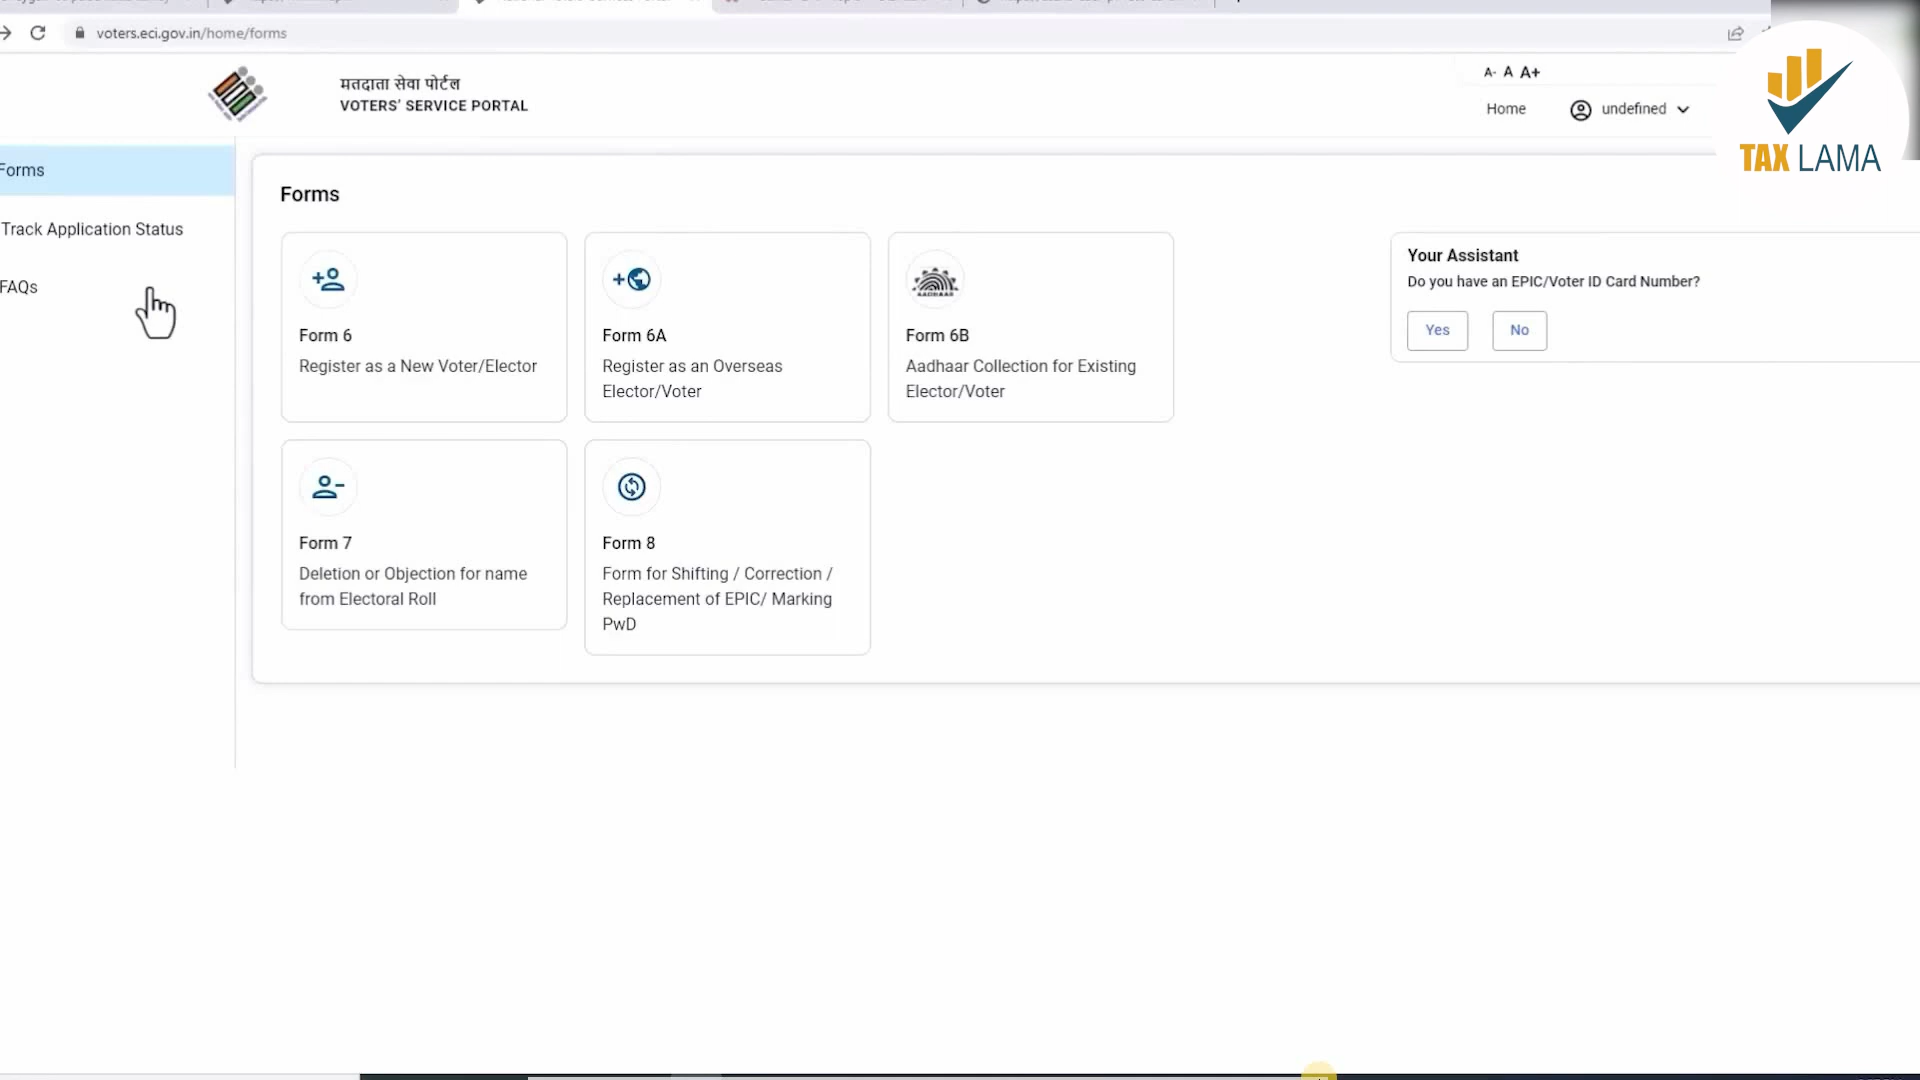 voters.eci.gov.in/home/forms
मतदाता सेवा पोर्टल
VOTERS' SERVICE PORTAL
A- A A+
Home
undefined
TAX LAMA
Forms
Track Application Status
FAQs
Forms
Form 6
Register as a New Voter/Elector
Form 6A
Register as an Overseas
Elector/Voter
AADHAAR
Form 6B
Aadhaar Collection for Existing
Elector/Voter
Form 7
Deletion or Objection for name
from Electoral Roll
Form 8
Form for Shifting / Correction /
Replacement of EPIC/ Marking
PwD
Your Assistant
Do you have an EPIC/Voter ID Card Number?
Yes
No